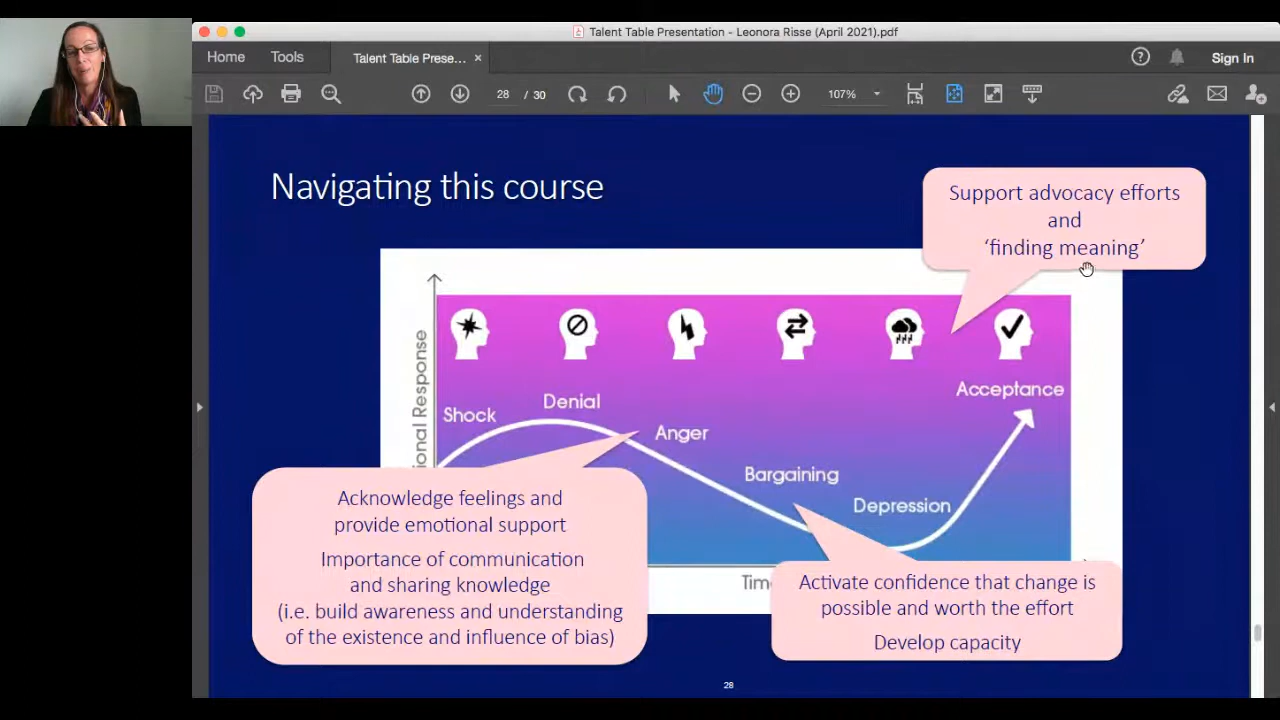 Talent Table Presentation - Leonora Risse (April 2021).pdf
Home
Tools
Talent Table Prese...
×
Sign In
28 / 30
107%
Navigating this course
Support advocacy efforts
and
‘finding meaning’
Acceptance
Denial
Shock
Anger
Bargaining
Depression
Response
Acknowledge feelings and
provide emotional support
Importance of communication
and sharing knowledge
(i.e. build awareness and understanding
of the existence and influence of bias)
Activate confidence that change is
possible and worth the effort
Develop capacity
28